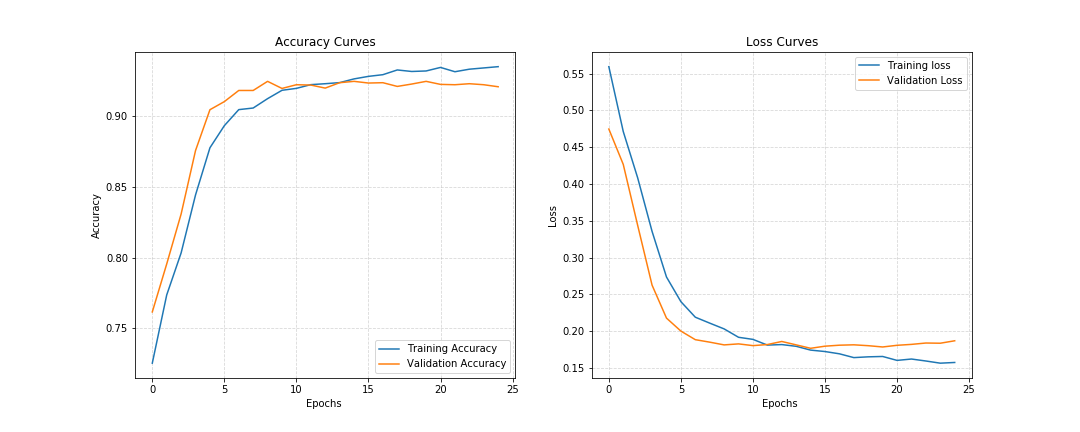 Accuracy Curves
Accuracy
0.90
0.85
0.80
0.75
0
5
10
15
20
25
Epochs
Training Accuracy
Validation Accuracy
Loss Curves
Loss
0.55
0.50
0.45
0.40
0.35
0.30
0.25
0.20
0.15
0
5
10
15
20
25
Epochs
Training loss
Validation Loss